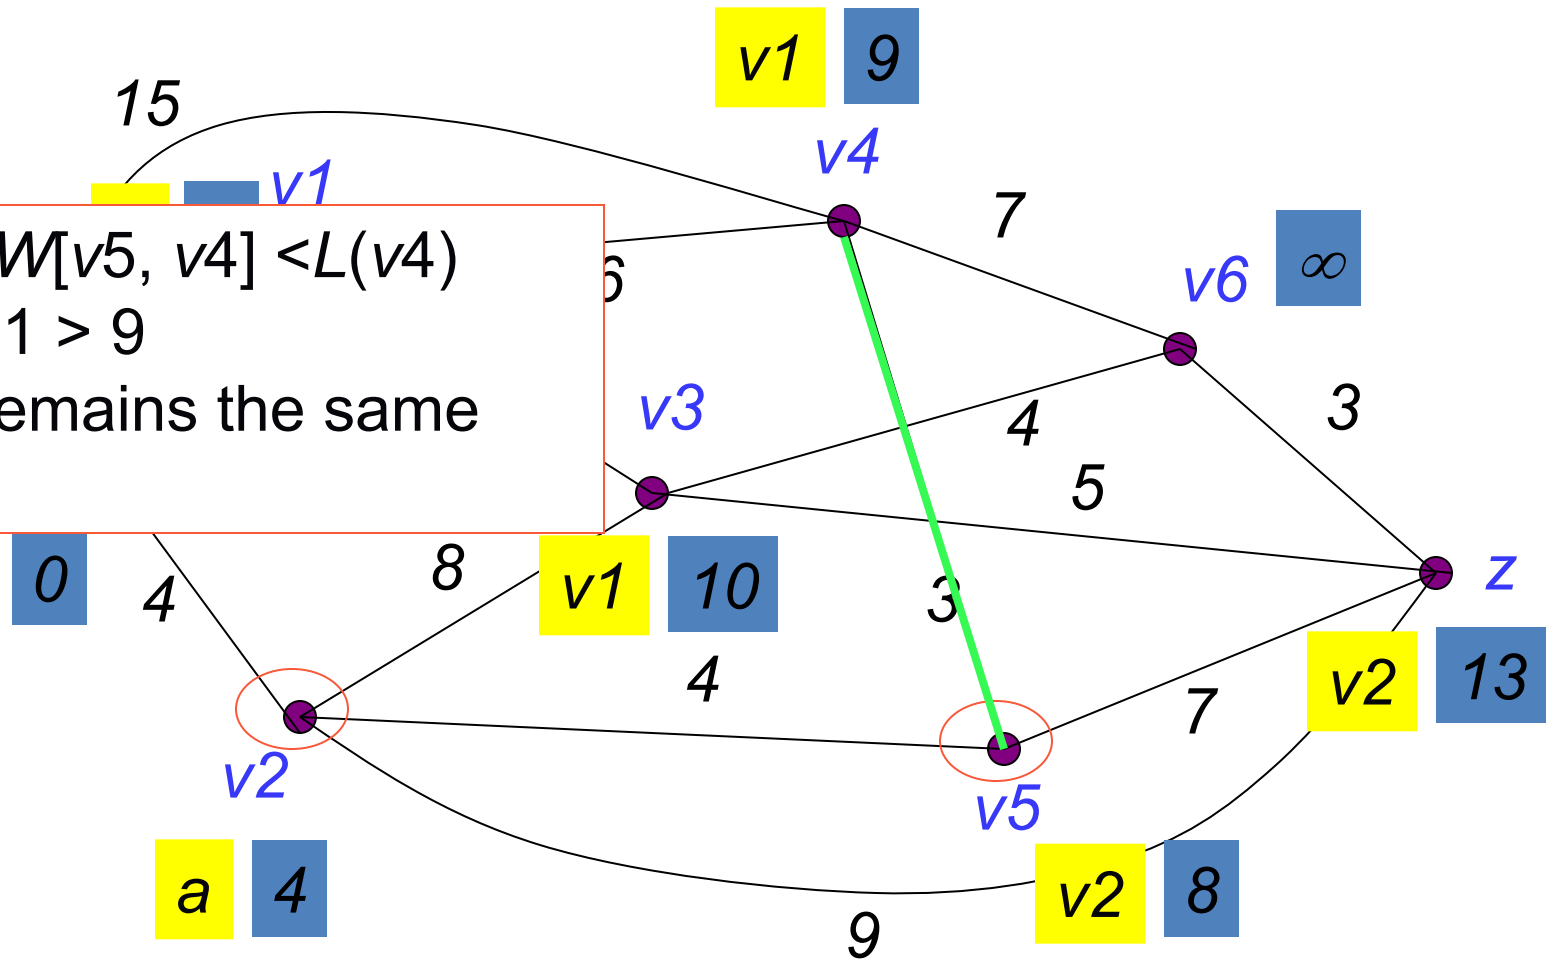 v1 9
15
v4
v1
7
W[v5, v4] <L(v4)
6
v6 ∞
1 > 9
emains the same
v3
4
3
5
0
4
8
v1 10
3
z
4
v2 13
7
v2
v5
a 4
v2 8
9